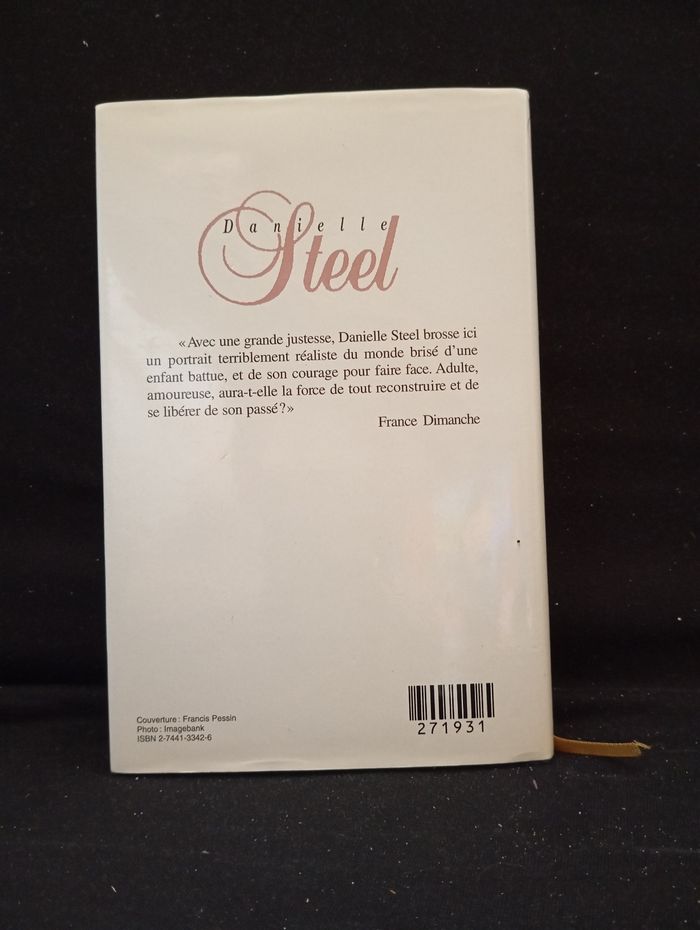 Danielle
Steel
« Avec une grande justesse, Danielle Steel brosse ici
un portrait terriblement réaliste du monde brisé d’une
enfant battue, et de son courage pour faire face. Adulte,
amoureuse, aura-t-elle la force de tout reconstruire et de
se libérer de son passé ? »
France Dimanche
Couverture : Francis Pessin
Photo : Imagebank
ISBN 2-7441-3342-6
271931